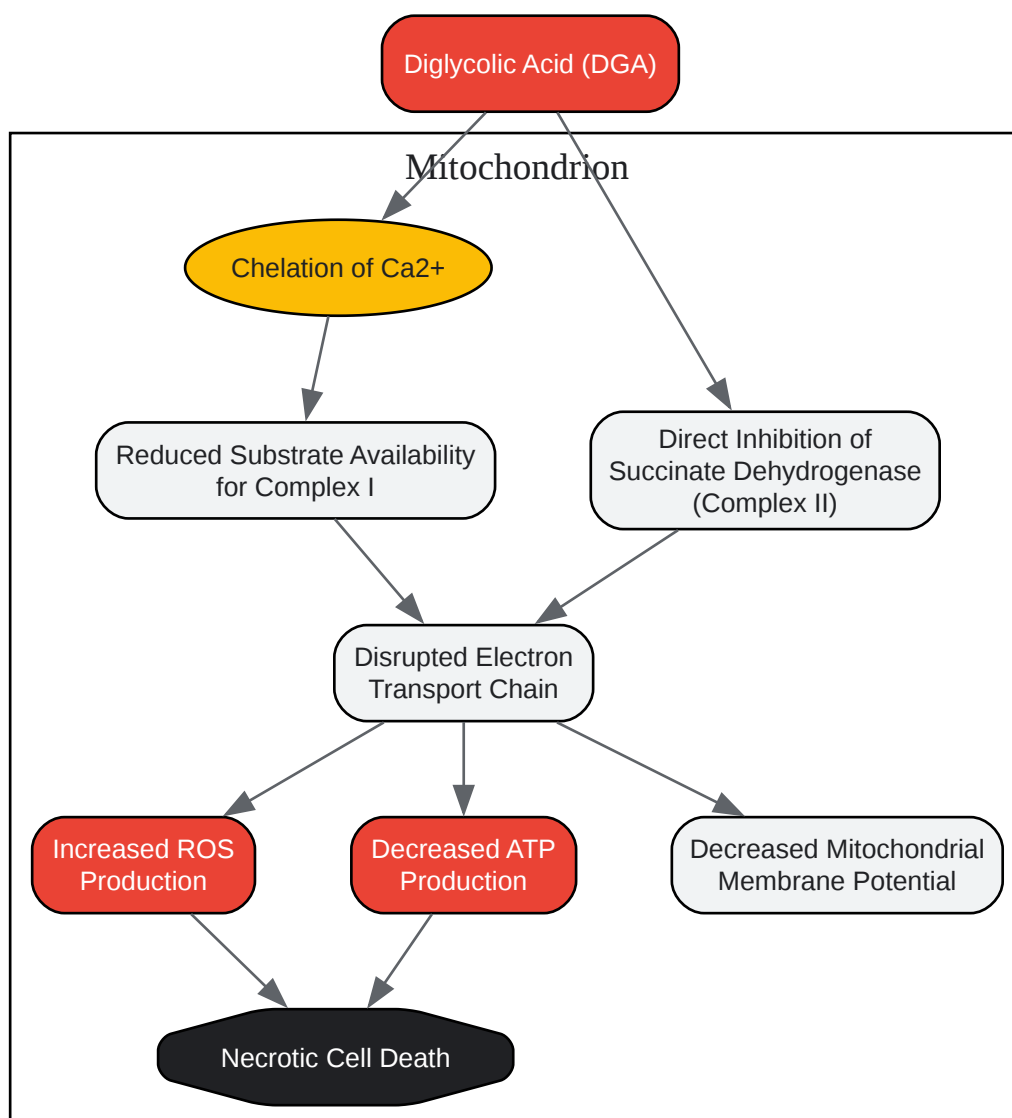 Diglycolic Acid (DGA)
Mitochondrion
Chelation of Ca2+
Reduced Substrate Availability
for Complex I
Direct Inhibition of
Succinate Dehydrogenase
(Complex II)
Disrupted Electron
Transport Chain
Increased ROS
Production
Decreased ATP
Production
Decreased Mitochondrial
Membrane Potential
Necrotic Cell Death